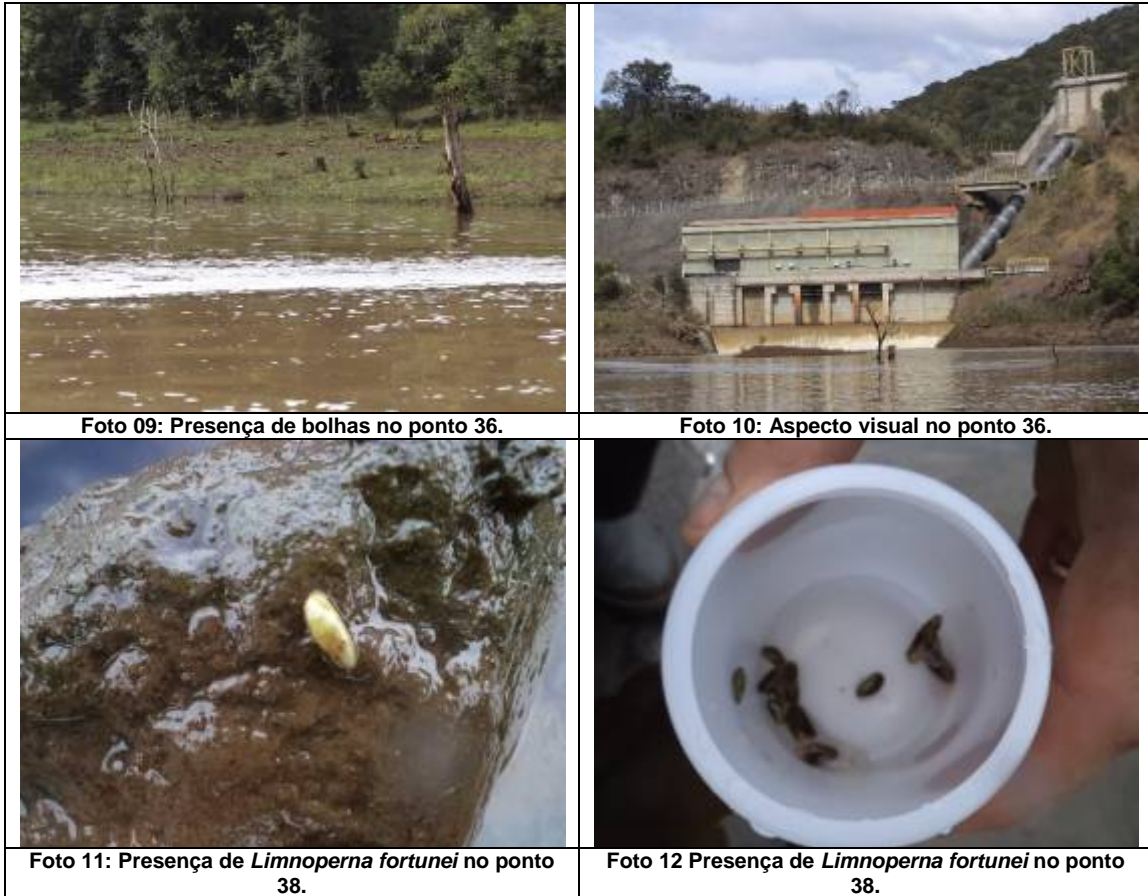 Foto 09: Presença de bolhas no ponto 36.
Foto 10: Aspecto visual no ponto 36.
Foto 11: Presença de Limnoperna fortunei no ponto
38.
Foto 12 Presença de Limnoperna fortunei no ponto
38.